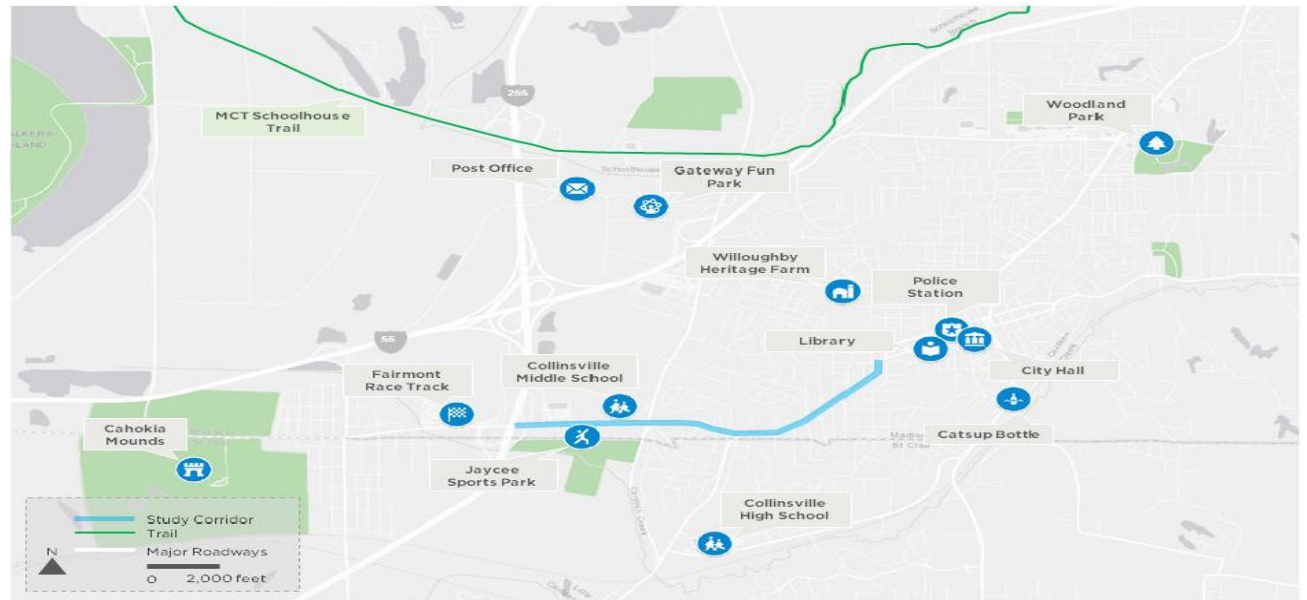 Schoolhouse
Branch
255
MCT Schoolhouse
Trail
Woodland
Park
Post Office
Gateway Fun
Park
Willoughby
Heritage Farm
Police
Station
55
Library
Collinsville
Middle School
Fairmont
Race Track
City Hall
Cahokia
Mounds
Catsup Bottle
Jaycee
Sports Park
Collinsville
High School
Study Corridor
Trail
Major Roadways
N
0 2,000 feet